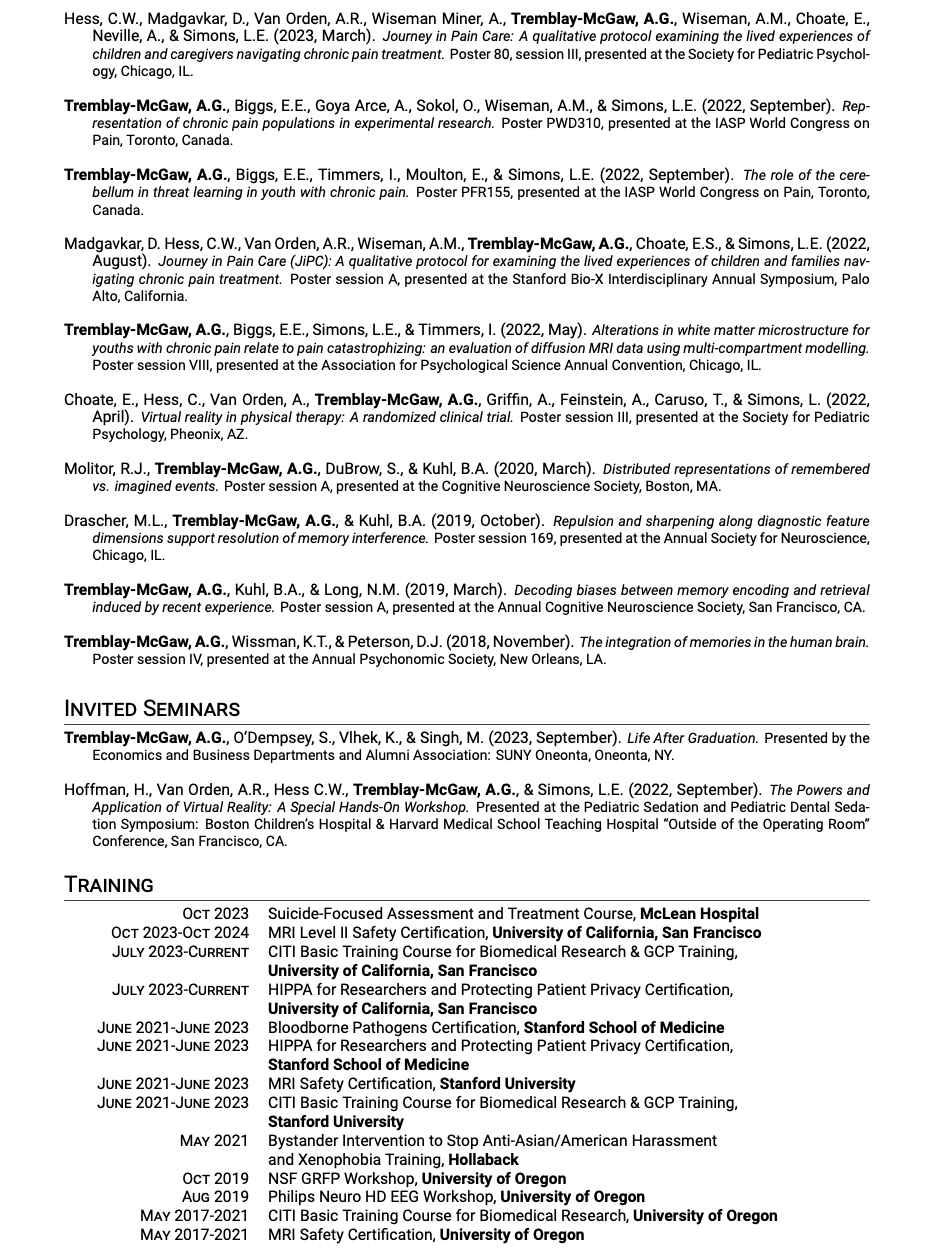 Hess, C.W., Madgavkar, D., Van Orden, A.R., Wiseman Miner, A., Tremblay-McGaw, A.G., Wiseman, A.M., Choate, E.,
Neville, A., & Simons, L.E. (2023, March). Journey in Pain Care: A qualitative protocol examining the lived experiences of
children and caregivers navigating chronic pain treatment. Poster 80, session III, presented at the Society for Pediatric Psychol-
ogy, Chicago, IL.
Tremblay-McGaw, A.G., Biggs, E.E., Goya Arce, A., Sokol, O., Wiseman, A.M., & Simons, L.E. (2022, September). Rep-
resentation of chronic pain populations in experimental research. Poster PWD310, presented at the IASP World Congress on
Pain, Toronto, Canada.
Tremblay-McGaw, A.G., Biggs, E.E., Timmers, I., Moulton, E., & Simons, L.E. (2022, September). The role of the cere-
bellum in threat learning in youth with chronic pain. Poster PFR155, presented at the IASP World Congress on Pain, Toronto,
Canada.
Madgavkar, D. Hess, C.W., Van Orden, A.R., Wiseman, A.M., Tremblay-McGaw, A.G., Choate, E.S., & Simons, L.E. (2022,
August). Journey in Pain Care (JiPC): A qualitative protocol for examining the lived experiences of children and families nav-
igating chronic pain treatment. Poster session A, presented at the Stanford Bio-X Interdisciplinary Annual Symposium, Palo
Alto, California.
Tremblay-McGaw, A.G., Biggs, E.E., Simons, L.E., & Timmers, I. (2022, May). Alterations in white matter microstructure for
youths with chronic pain relate to pain catastrophizing: an evaluation of diffusion MRI data using multi-compartment modelling.
Poster session VIII, presented at the Association for Psychological Science Annual Convention, Chicago, IL.
Choate, E., Hess, C., Van Orden, A., Tremblay-McGaw, A.G., Griffin, A., Feinstein, A., Caruso, T., & Simons, L. (2022,
April). Virtual reality in physical therapy: A randomized clinical trial. Poster session III, presented at the Society for Pediatric
Psychology, Pheonix, AZ.
Molitor, R.J., Tremblay-McGaw, A.G., DuBrow, S., & Kuhl, B.A. (2020, March). Distributed representations of remembered
vs. imagined events. Poster session A, presented at the Cognitive Neuroscience Society, Boston, MA.
Drascher, M.L., Tremblay-McGaw, A.G., & Kuhl, B.A. (2019, October). Repulsion and sharpening along diagnostic feature
dimensions support resolution of memory interference. Poster session 169, presented at the Annual Society for Neuroscience,
Chicago, IL.
Tremblay-McGaw, A.G., Kuhl, B.A., & Long, N.M. (2019, March). Decoding biases between memory encoding and retrieval
induced by recent experience. Poster session A, presented at the Annual Cognitive Neuroscience Society, San Francisco, CA.
Tremblay-McGaw, A.G., Wissman, K.T., & Peterson, D.J. (2018, November). The integration of memories in the human brain.
Poster session IV, presented at the Annual Psychonomic Society, New Orleans, LA.
Invited Seminars
Tremblay-McGaw, A.G., O'Dempsey, S., Vlhek, K., & Singh, M. (2023, September). Life After Graduation. Presented by the
Economics and Business Departments and Alumni Association: SUNY Oneonta, Oneonta, NY.
Hoffman, H., Van Orden, A.R., Hess C.W., Tremblay-McGaw, A.G., & Simons, L.E. (2022, September). The Powers and
Application of Virtual Reality: A Special Hands-On Workshop. Presented at the Pediatric Sedation and Pediatric Dental Seda-
tion Symposium: Boston Children's Hospital & Harvard Medical School Teaching Hospital "Outside of the Operating Room"
Conference, San Francisco, CA.
Training
Oct 2023 Suicide-Focused Assessment and Treatment Course, McLean Hospital
Oct 2023-Oct 2024 MRI Level II Safety Certification, University of California, San Francisco
July 2023-Current CITI Basic Training Course for Biomedical Research & GCP Training,
University of California, San Francisco
July 2023-Current HIPPA for Researchers and Protecting Patient Privacy Certification,
University of California, San Francisco
June 2021-June 2023 Bloodborne Pathogens Certification, Stanford School of Medicine
June 2021-June 2023 HIPPA for Researchers and Protecting Patient Privacy Certification,
Stanford School of Medicine
June 2021-June 2023 MRI Safety Certification, Stanford University
June 2021-June 2023 CITI Basic Training Course for Biomedical Research & GCP Training,
Stanford University
May 2021 Bystander Intervention to Stop Anti-Asian/American Harassment
and Xenophobia Training, Hollaback
Oct 2019 NSF GRFP Workshop, University of Oregon
Aug 2019 Philips Neuro HD EEG Workshop, University of Oregon
May 2017-2021 CITI Basic Training Course for Biomedical Research, University of Oregon
May 2017-2021 MRI Safety Certification, University of Oregon